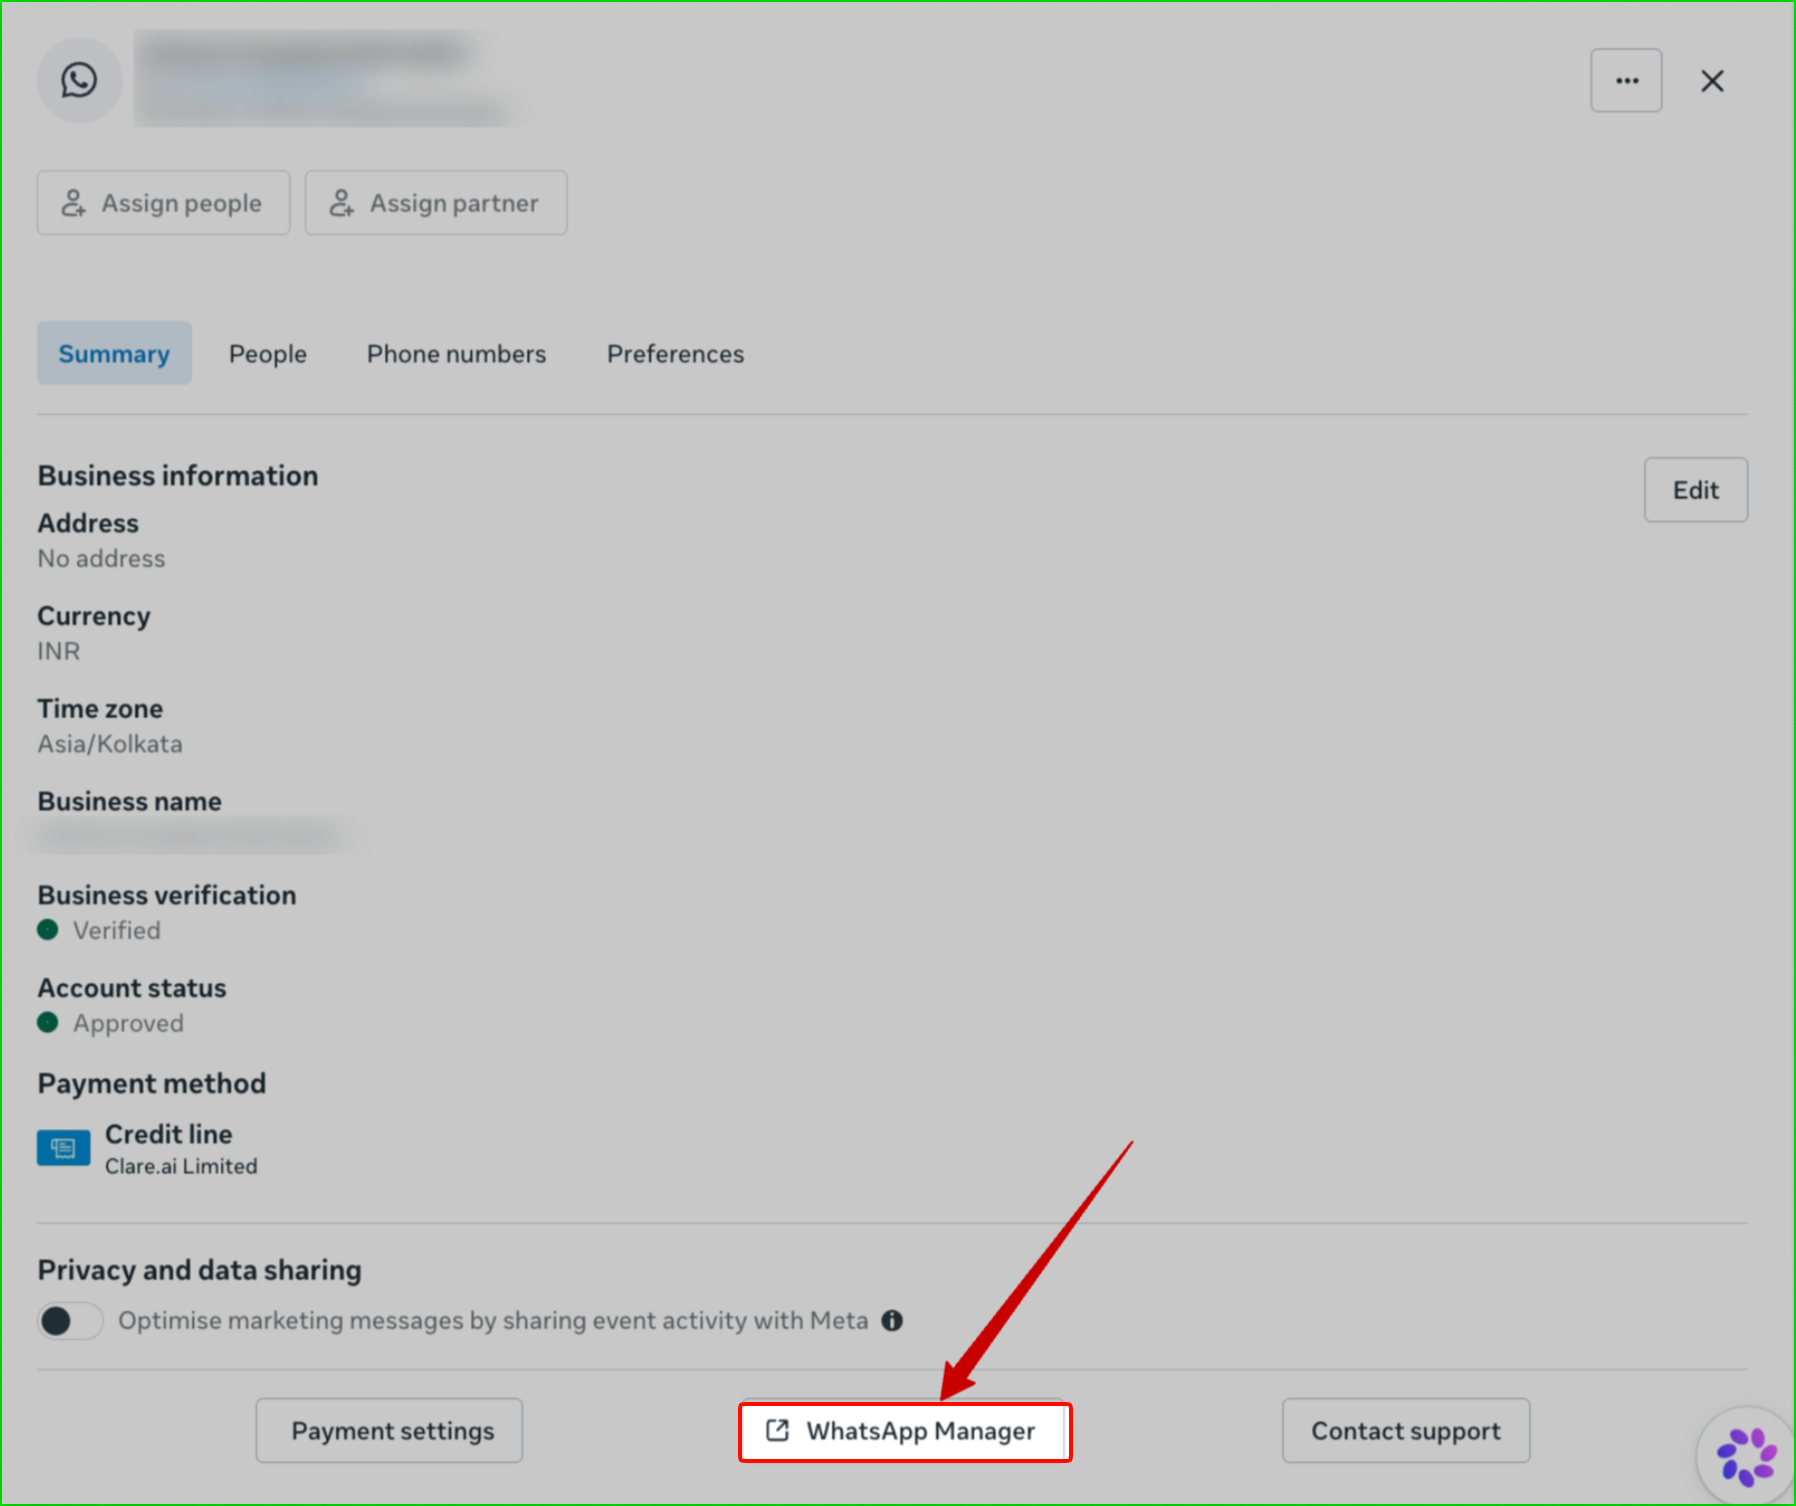 Assign people
Assign partner
Summary
People
Phone numbers
Preferences
Business information
Edit
Address
No address
Currency
INR
Time zone
Asia/Kolkata
Business name
Business verification
Verified
Account status
Approved
Payment method
Credit line
Clare.ai Limited
Privacy and data sharing
Optimise marketing messages by sharing event activity with Meta
Payment settings
WhatsApp Manager
Contact support